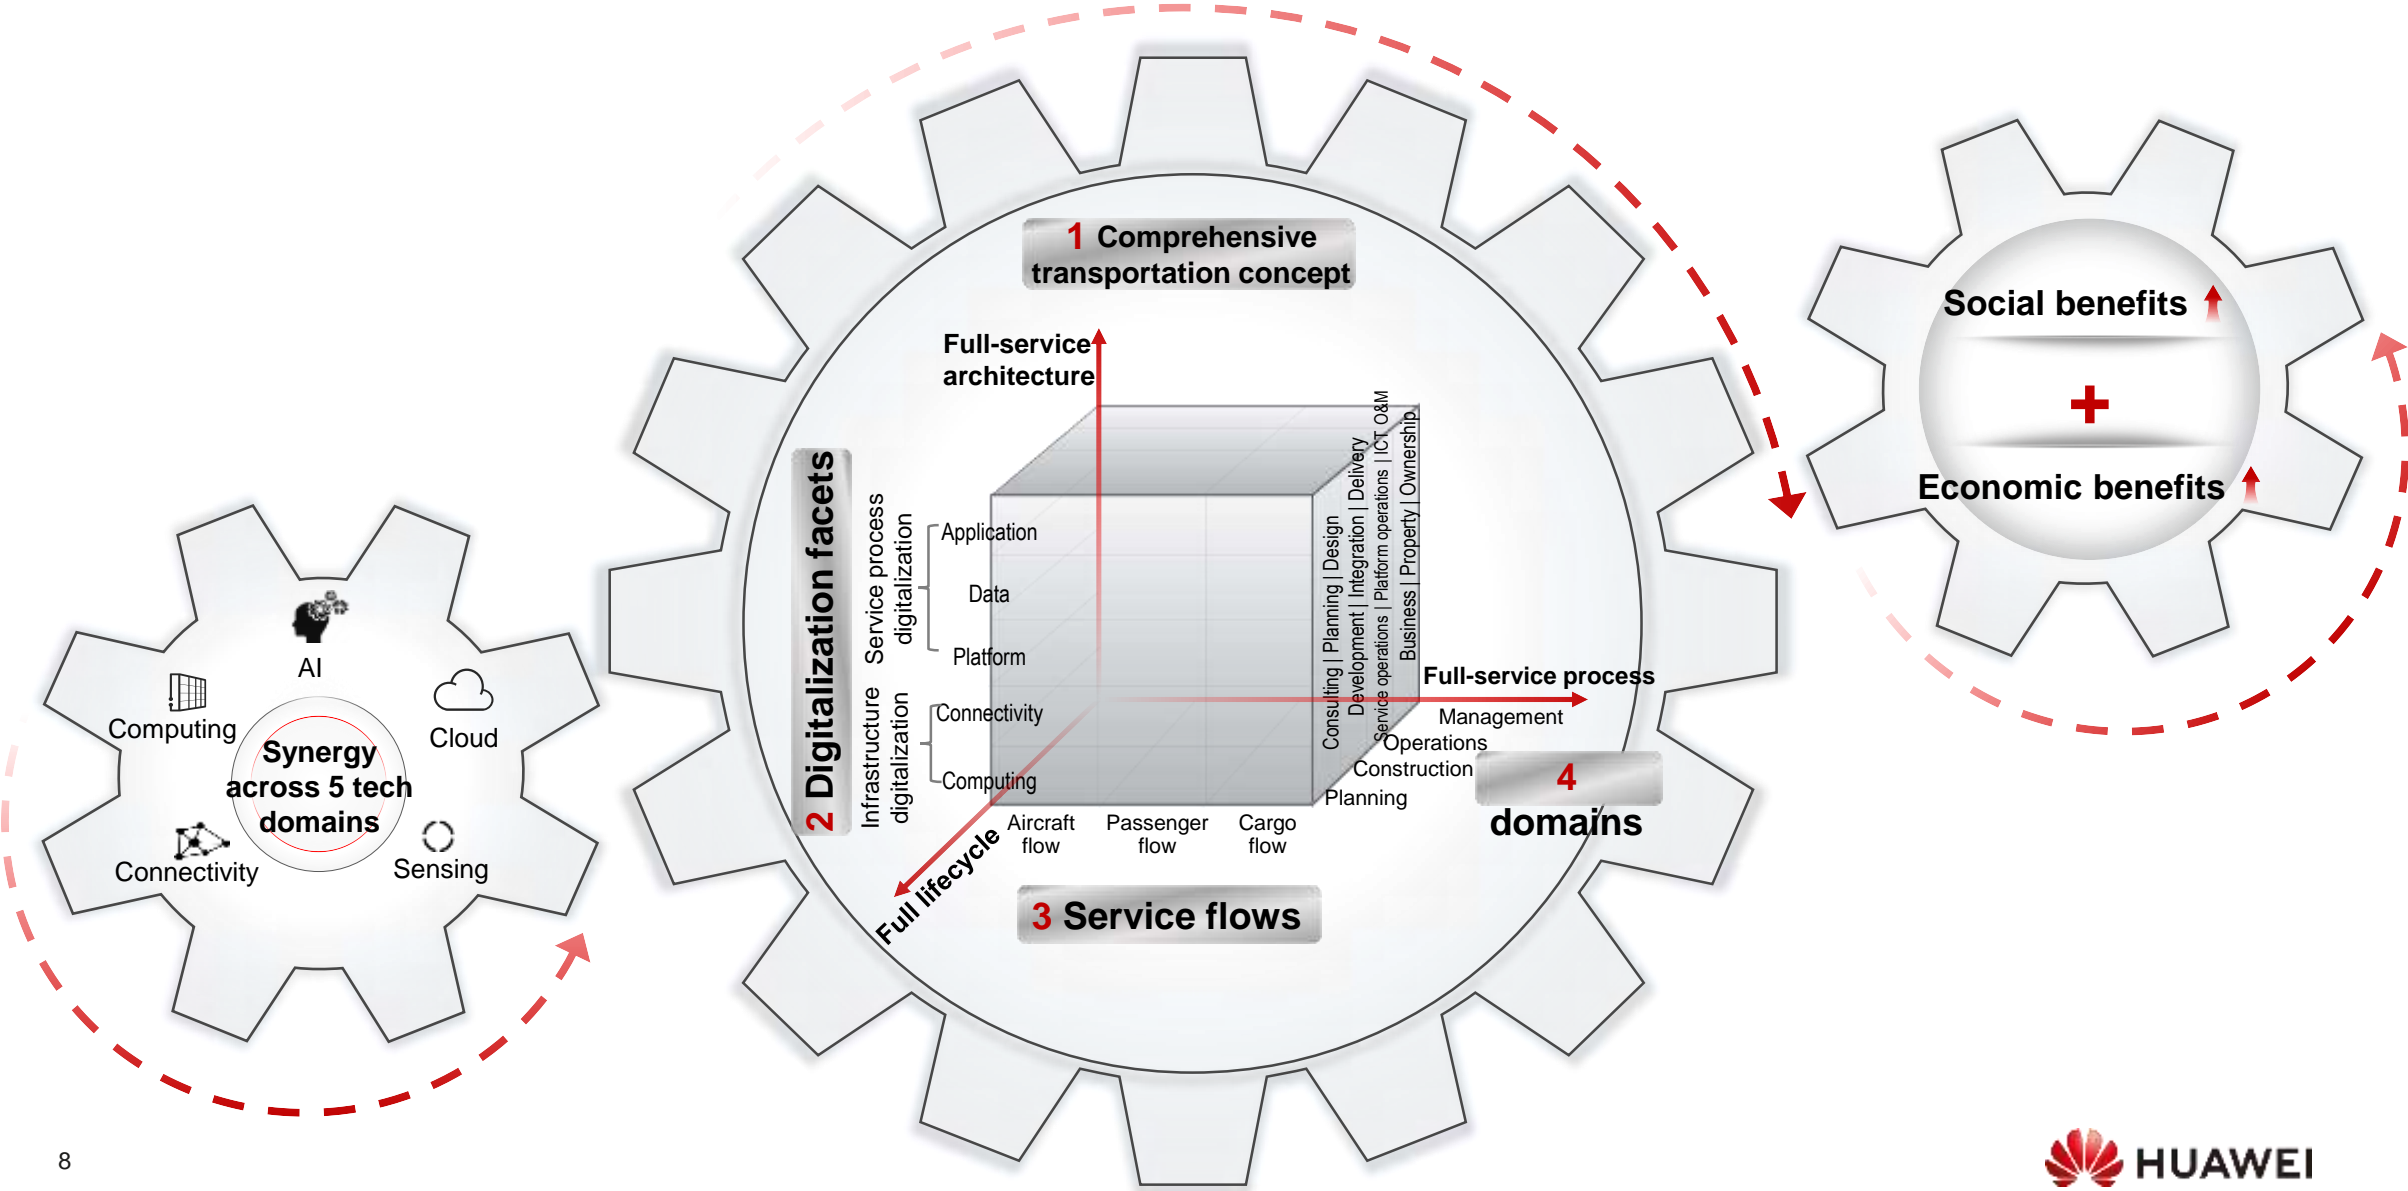 1 Comprehensive
transportation concept
Full-service
architecture
2 Digitalization facets
Service process
digitalization
Infrastructure
digitalization
Application
Data
Platform
Connectivity
Computing
Consulting | Planning | Design
Development | Integration | Delivery
Service operations | Platform operations | ICT O&M
Business | Property | Ownership
Full-service process
Management
Operations
Construction
Planning
4
domains
Aircraft
flow
Passenger
flow
Cargo
flow
Full lifecycle
3 Service flows
AI
Computing
Cloud
Synergy
across 5 tech
domains
Connectivity
Sensing
Social benefits
+
Economic benefits
8
HUAWEI